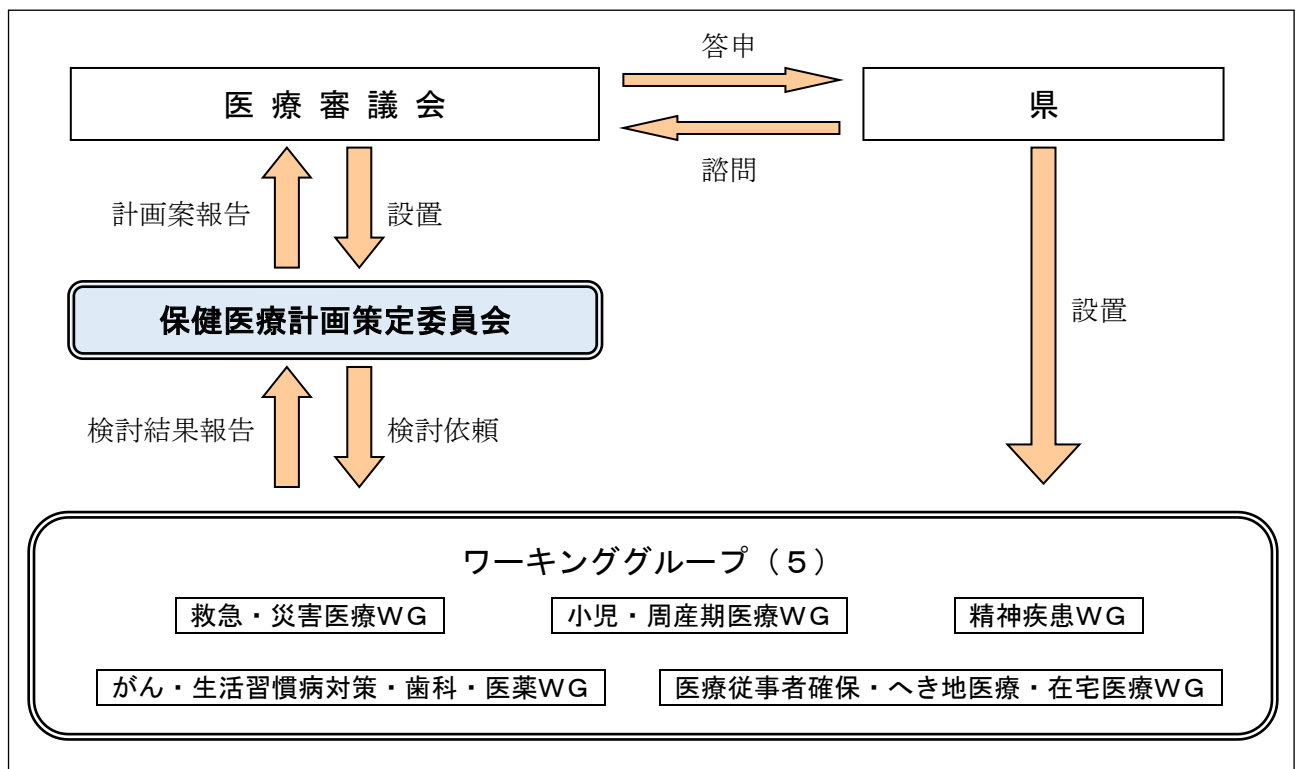 答申
医 療 審 議 会
県
諮問
計画案報告
設置
保健医療計画策定委員会
設置
検討結果報告
検討依頼
ワーキンググループ（５）
救急・災害医療ＷＧ
小児・周産期医療ＷＧ
精神疾患ＷＧ
がん・生活習慣病対策・歯科・医薬ＷＧ
医療従事者確保・へき地医療・在宅医療ＷＧ